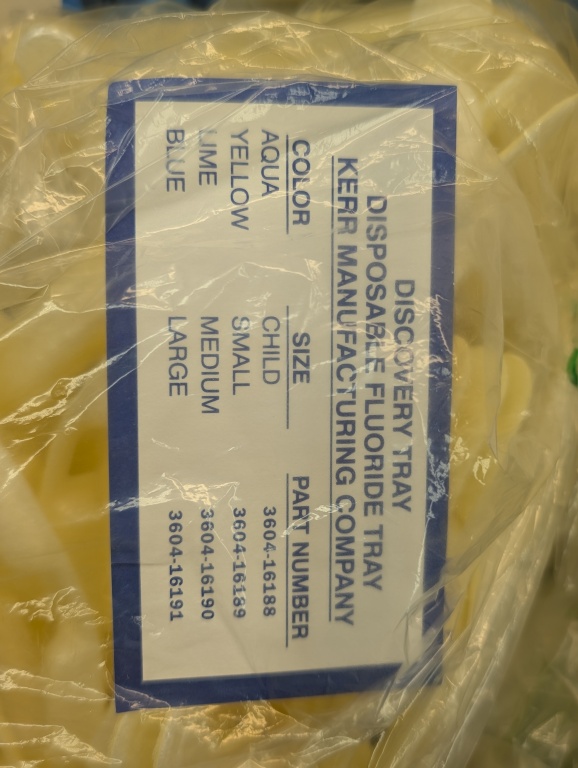 DISCOVERY TRAY
DISPOSABLE FLUORIDE TRAY
KERR MANUFACTURING COMPANY
COLOR SIZE PART NUMBER
AQUA CHILD 3604-16188
YELLOW SMALL 3604-16189
LIME MEDIUM 3604-16190
BLUE LARGE 3604-16191